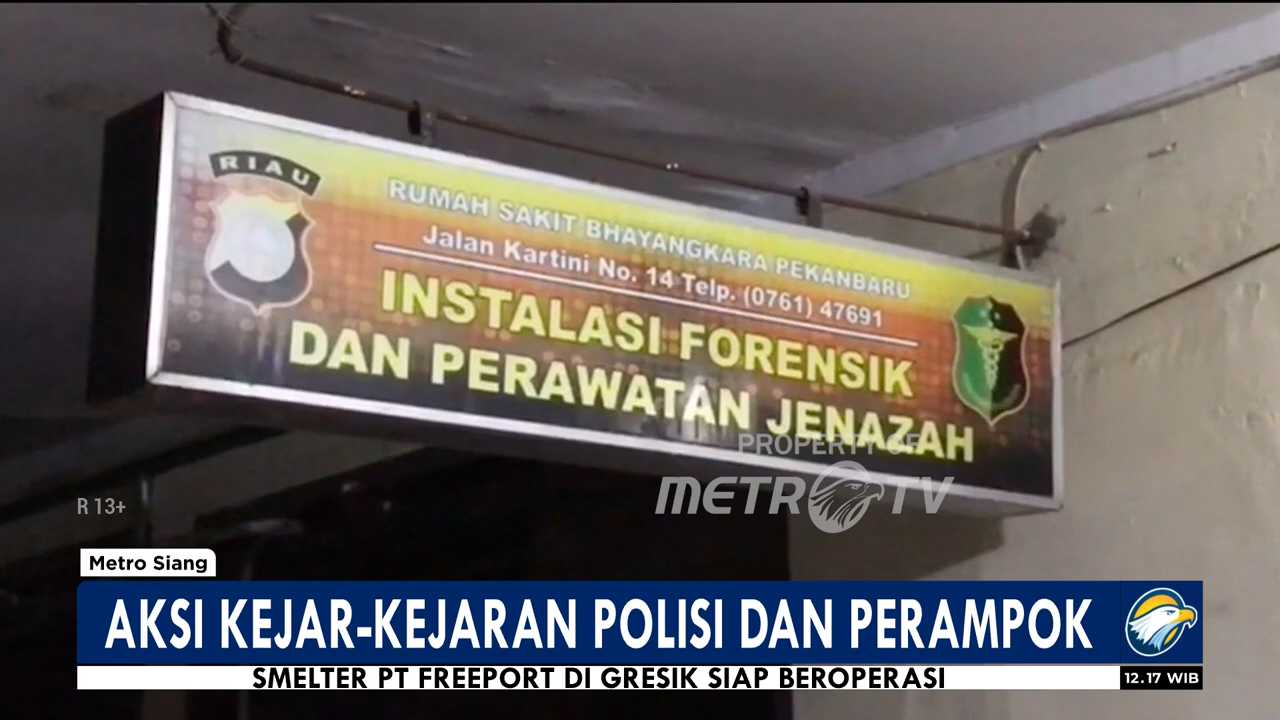 RIAU
RUMAH SAKIT BHAYANGKARA PEKANBARU
Jalan Kartini No. 14 Telp. (0761) 47691
INSTALASI FORENSIK
DAN PERAWATAN JENAZAH
PROPERTY OF
METRO TV
R 13+
Metro Siang
AKSI KEJAR-KEJARAN POLISI DAN PERAMPOK
SMELTER PT FREEPORT DI GRESIK SIAP BEROPERASI
12.17 WIB